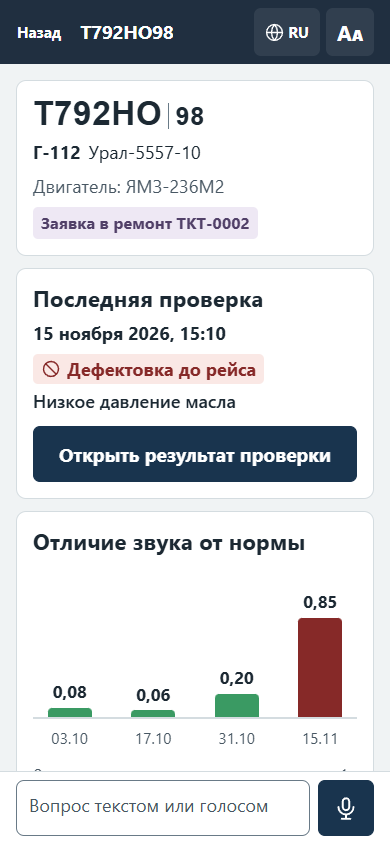 Назад T792HO98 RU AA
T792HO 98
Г-112 Урал-5557-10
Двигатель: ЯМЗ-236М2
Заявка в ремонт ТКТ-0002
Последняя проверка
15 ноября 2026, 15:10
Дефектовка до рейса
Низкое давление масла
Открыть результат проверки
Отличие звука от нормы
0,08 0,06 0,20 0,85
03.10 17.10 31.10 15.11
Вопрос текстом или голосом